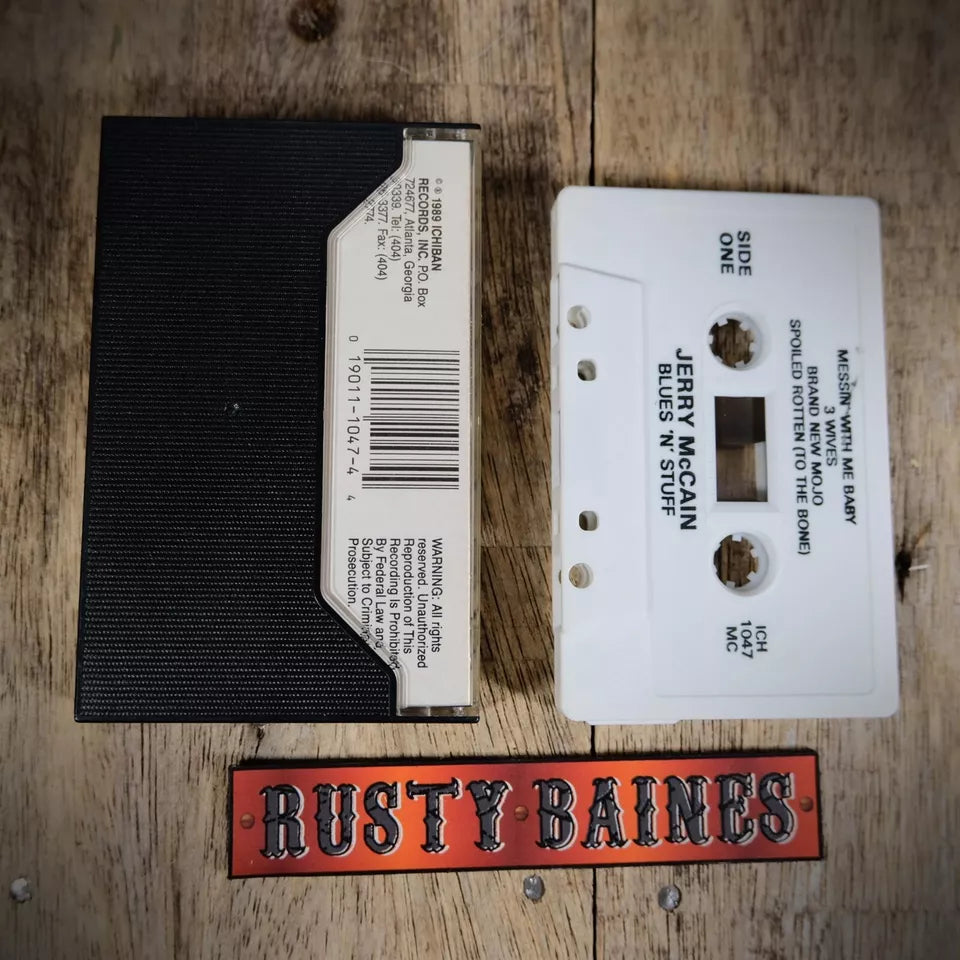 ℗ © 1989 ICHIBAN
RECORDS, INC. P.O. Box
724677, Atlanta, Georgia
Tel: (404)
3377. Fax: (404)
0 19011-1047-4 4
WARNING: All rights
reserved. Unauthorized
Reproduction of This
Recording Is Prohibited
By Federal Law and
Subject to Criminal
Prosecution.
SIDE
ONE
MESSIN' WITH ME BABY
3 WIVES
BRAND NEW MOJO
SPOILED ROTTEN (TO THE BONE)
JERRY McCAIN
BLUES 'N' STUFF
ICH
1047
MC
RUSTY BAINES